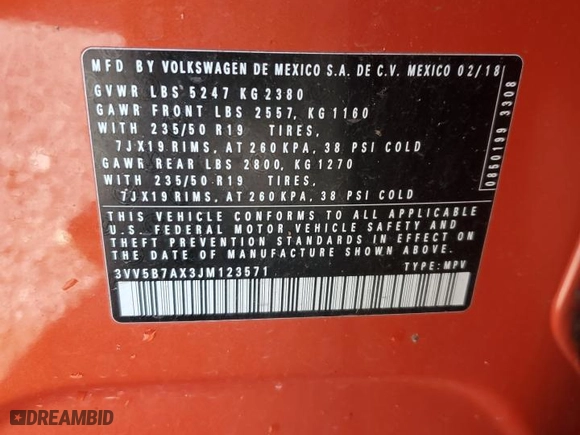 MFD BY VOLKSWAGEN DE MEXICO S.A. DE C.V. MEXICO 02/18
GVWR LBS 5247 KG 2380
GAWR FRONT LBS 2557, KG 1160
WITH 235/50 R19 TIRES,
7JX19 RIMS, AT 260 KPA, 38 PSI COLD
GAWR REAR LBS 2800, KG 1270
WITH 235/50 R19 TIRES,
7JX19 RIMS, AT 260 KPA, 38 PSI COLD
THIS VEHICLE CONFORMS TO ALL APPLICABLE
U.S. FEDERAL MOTOR VEHICLE SAFETY AND
THEFT PREVENTION STANDARDS IN EFFECT ON
THE DATE OF MANUFACTURE SHOWN ABOVE.
3VV5B7AX3JM123571 TYPE: MPV
0850199 3308
DREAMBID